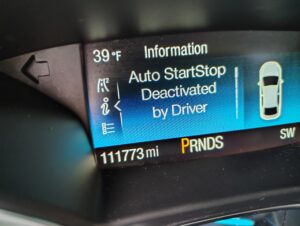 39 °F Information
Auto StartStop
Deactivated
by Driver
i
111773 mi PRNDS SW